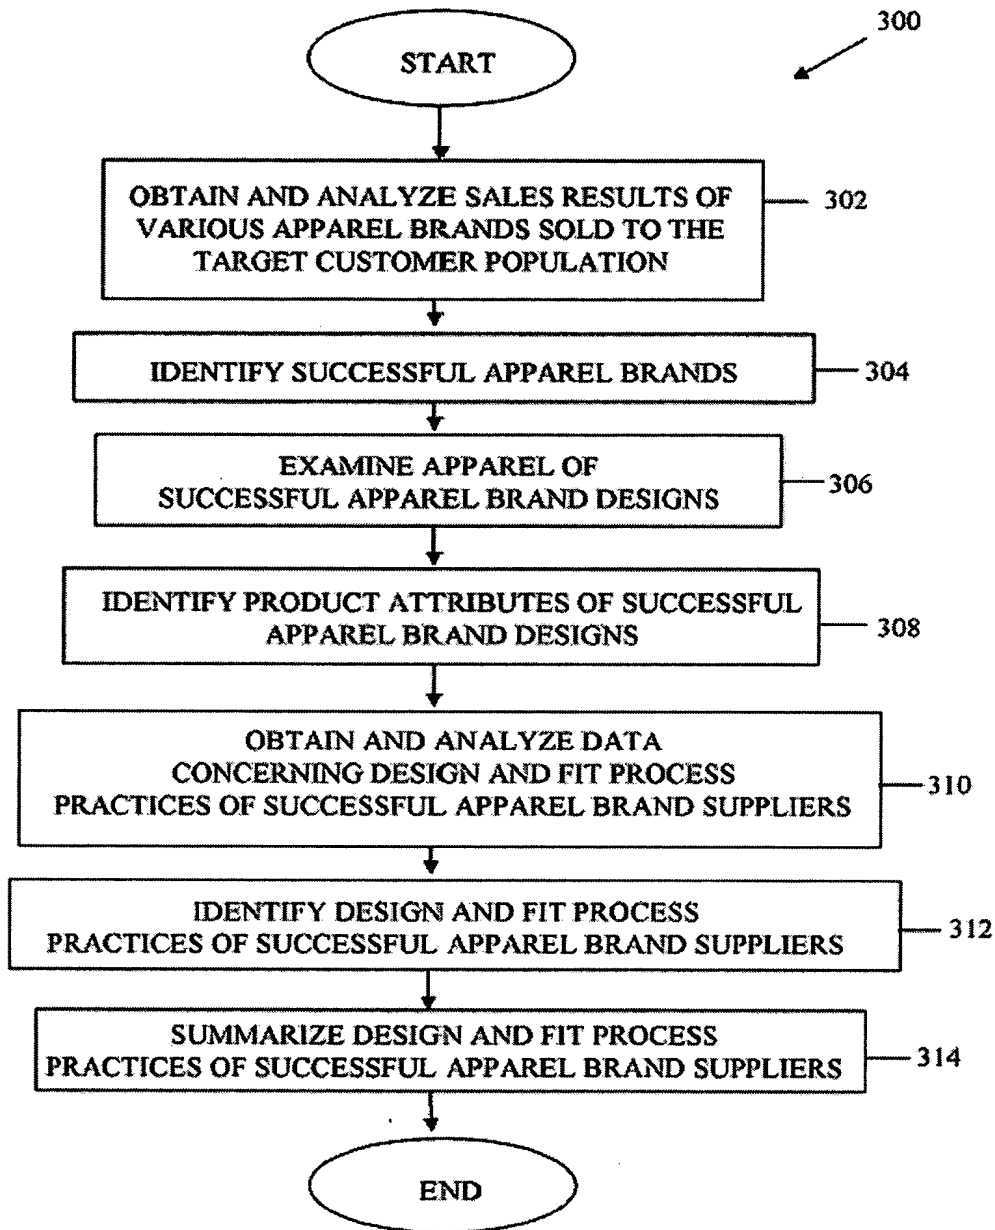 300
START
OBTAIN AND ANALYZE SALES RESULTS OF
VARIOUS APPAREL BRANDS SOLD TO THE
TARGET CUSTOMER POPULATION
302
IDENTIFY SUCCESSFUL APPAREL BRANDS
304
EXAMINE APPAREL OF
SUCCESSFUL APPAREL BRAND DESIGNS
306
IDENTIFY PRODUCT ATTRIBUTES OF SUCCESSFUL
APPAREL BRAND DESIGNS
308
OBTAIN AND ANALYZE DATA
CONCERNING DESIGN AND FIT PROCESS
PRACTICES OF SUCCESSFUL APPAREL BRAND SUPPLIERS
310
IDENTIFY DESIGN AND FIT PROCESS
PRACTICES OF SUCCESSFUL APPAREL BRAND SUPPLIERS
312
SUMMARIZE DESIGN AND FIT PROCESS
PRACTICES OF SUCCESSFUL APPAREL BRAND SUPPLIERS
314
END